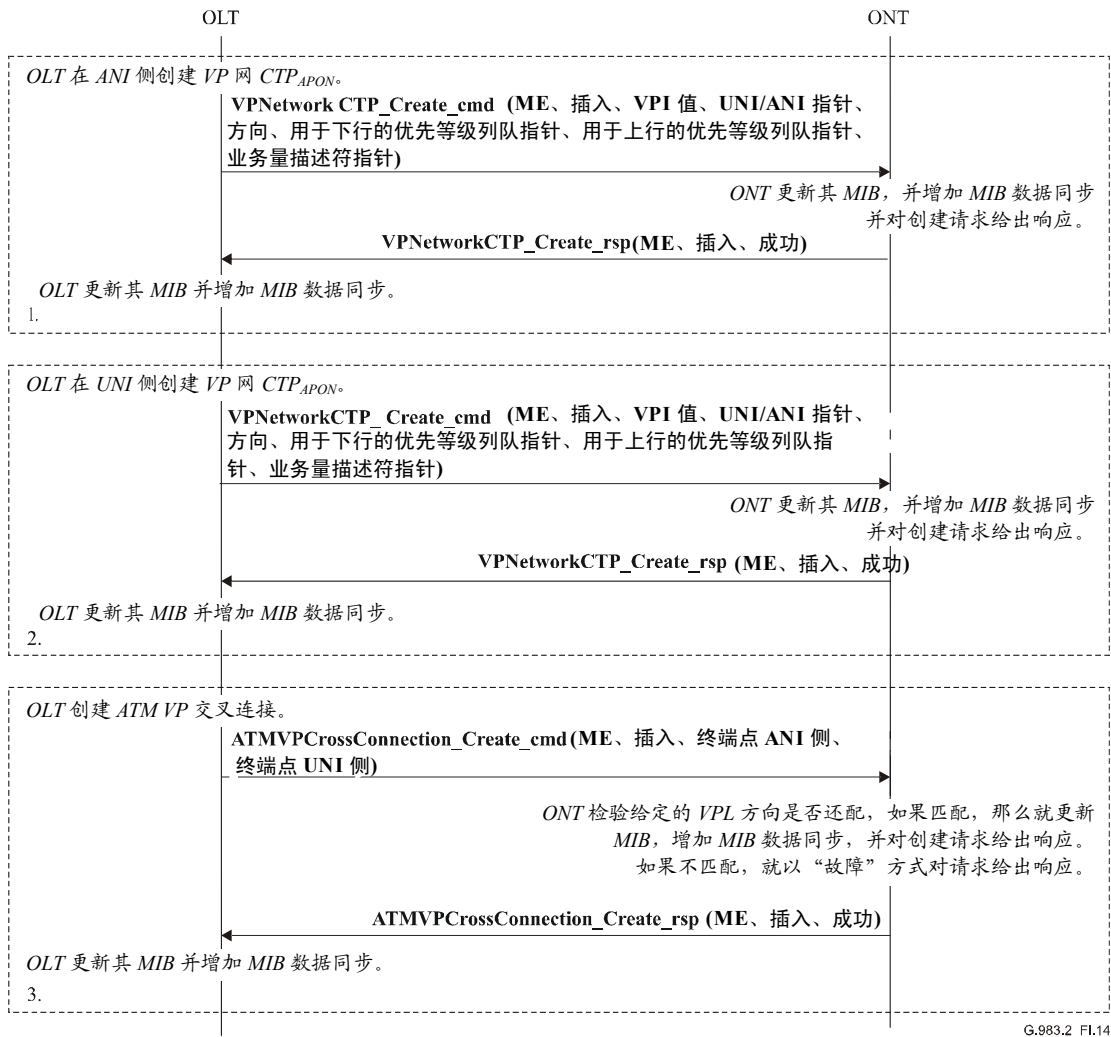 OLT ONT
OLT 在 ANI 侧创建 VP 网 CTPAPON。
VPNetwork CTP_Create_cmd (ME、插入、VPI 值、UNI/ANI 指针、
方向、用于下行的优先等级列队指针、用于上行的优先等级列队指针、
业务量描述符指针)
ONT 更新其 MIB，并增加 MIB 数据同步
并对创建请求给出响应。
VPNetworkCTP_Create_rsp(ME、插入、成功)
OLT 更新其 MIB 并增加 MIB 数据同步。
1.
OLT 在 UNI 侧创建 VP 网 CTPAPON。
VPNetworkCTP_ Create_cmd (ME、插入、VPI 值、UNI/ANI 指针、
方向、用于下行的优先等级列队指针、用于上行的优先等级列队指
针、业务量描述符指针)
ONT 更新其 MIB，并增加 MIB 数据同步
并对创建请求给出响应。
VPNetworkCTP_Create_rsp (ME、插入、成功)
OLT 更新其 MIB 并增加 MIB 数据同步。
2.
OLT 创建 ATM VP 交叉连接。
ATMVPCrossConnection_Create_cmd(ME、插入、终端点 ANI 侧、
终端点 UNI 侧)
ONT 检验给定的 VPL 方向是否还配，如果匹配，那么就更新
MIB，增加 MIB 数据同步，并对创建请求给出响应。
如果不匹配，就以“故障”方式对请求给出响应。
ATMVPCrossConnection_Create_rsp (ME、插入、成功)
OLT 更新其 MIB 并增加 MIB 数据同步。
3.
G.983.2_FI.14